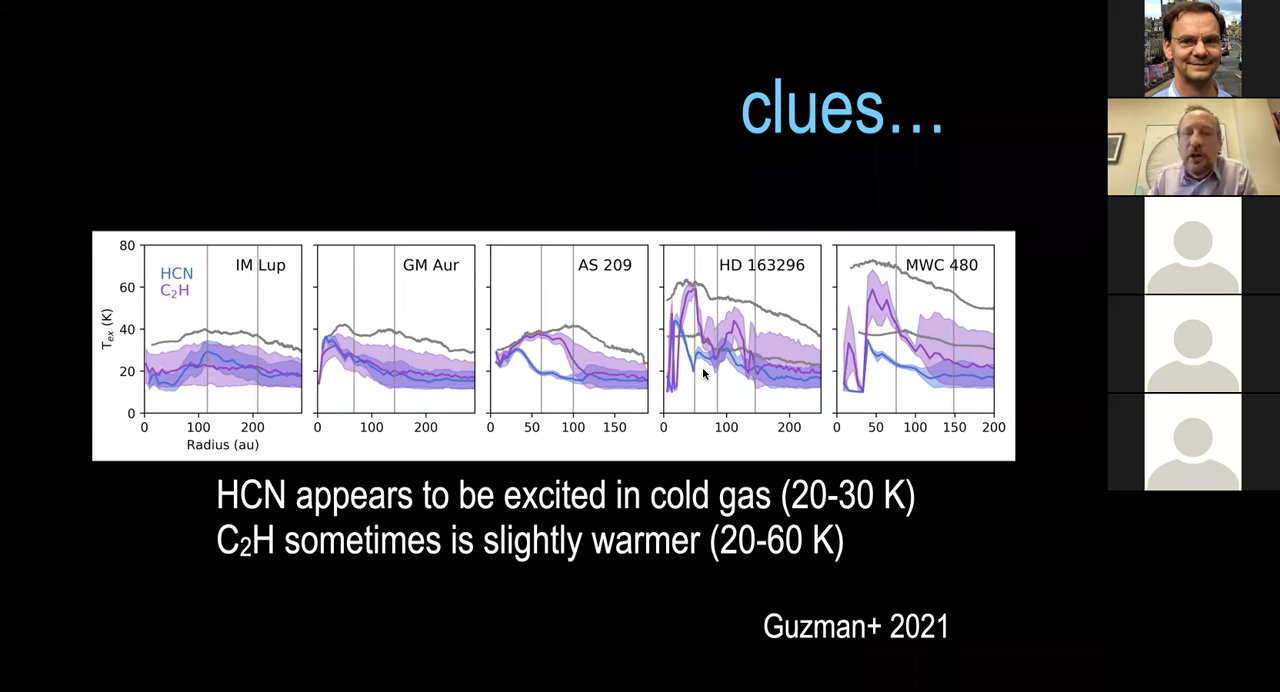 clues...
HCN
C₂H
IM Lup
GM Aur
AS 209
HD 163296
MWC 480
Tₑₓ (K)
80
60
40
20
0
0 100 200
0 100 200
0 50 100 150
0 100 200
0 50 100 150 200
Radius (au)
HCN appears to be excited in cold gas (20-30 K)
C₂H sometimes is slightly warmer (20-60 K)
Guzman+ 2021